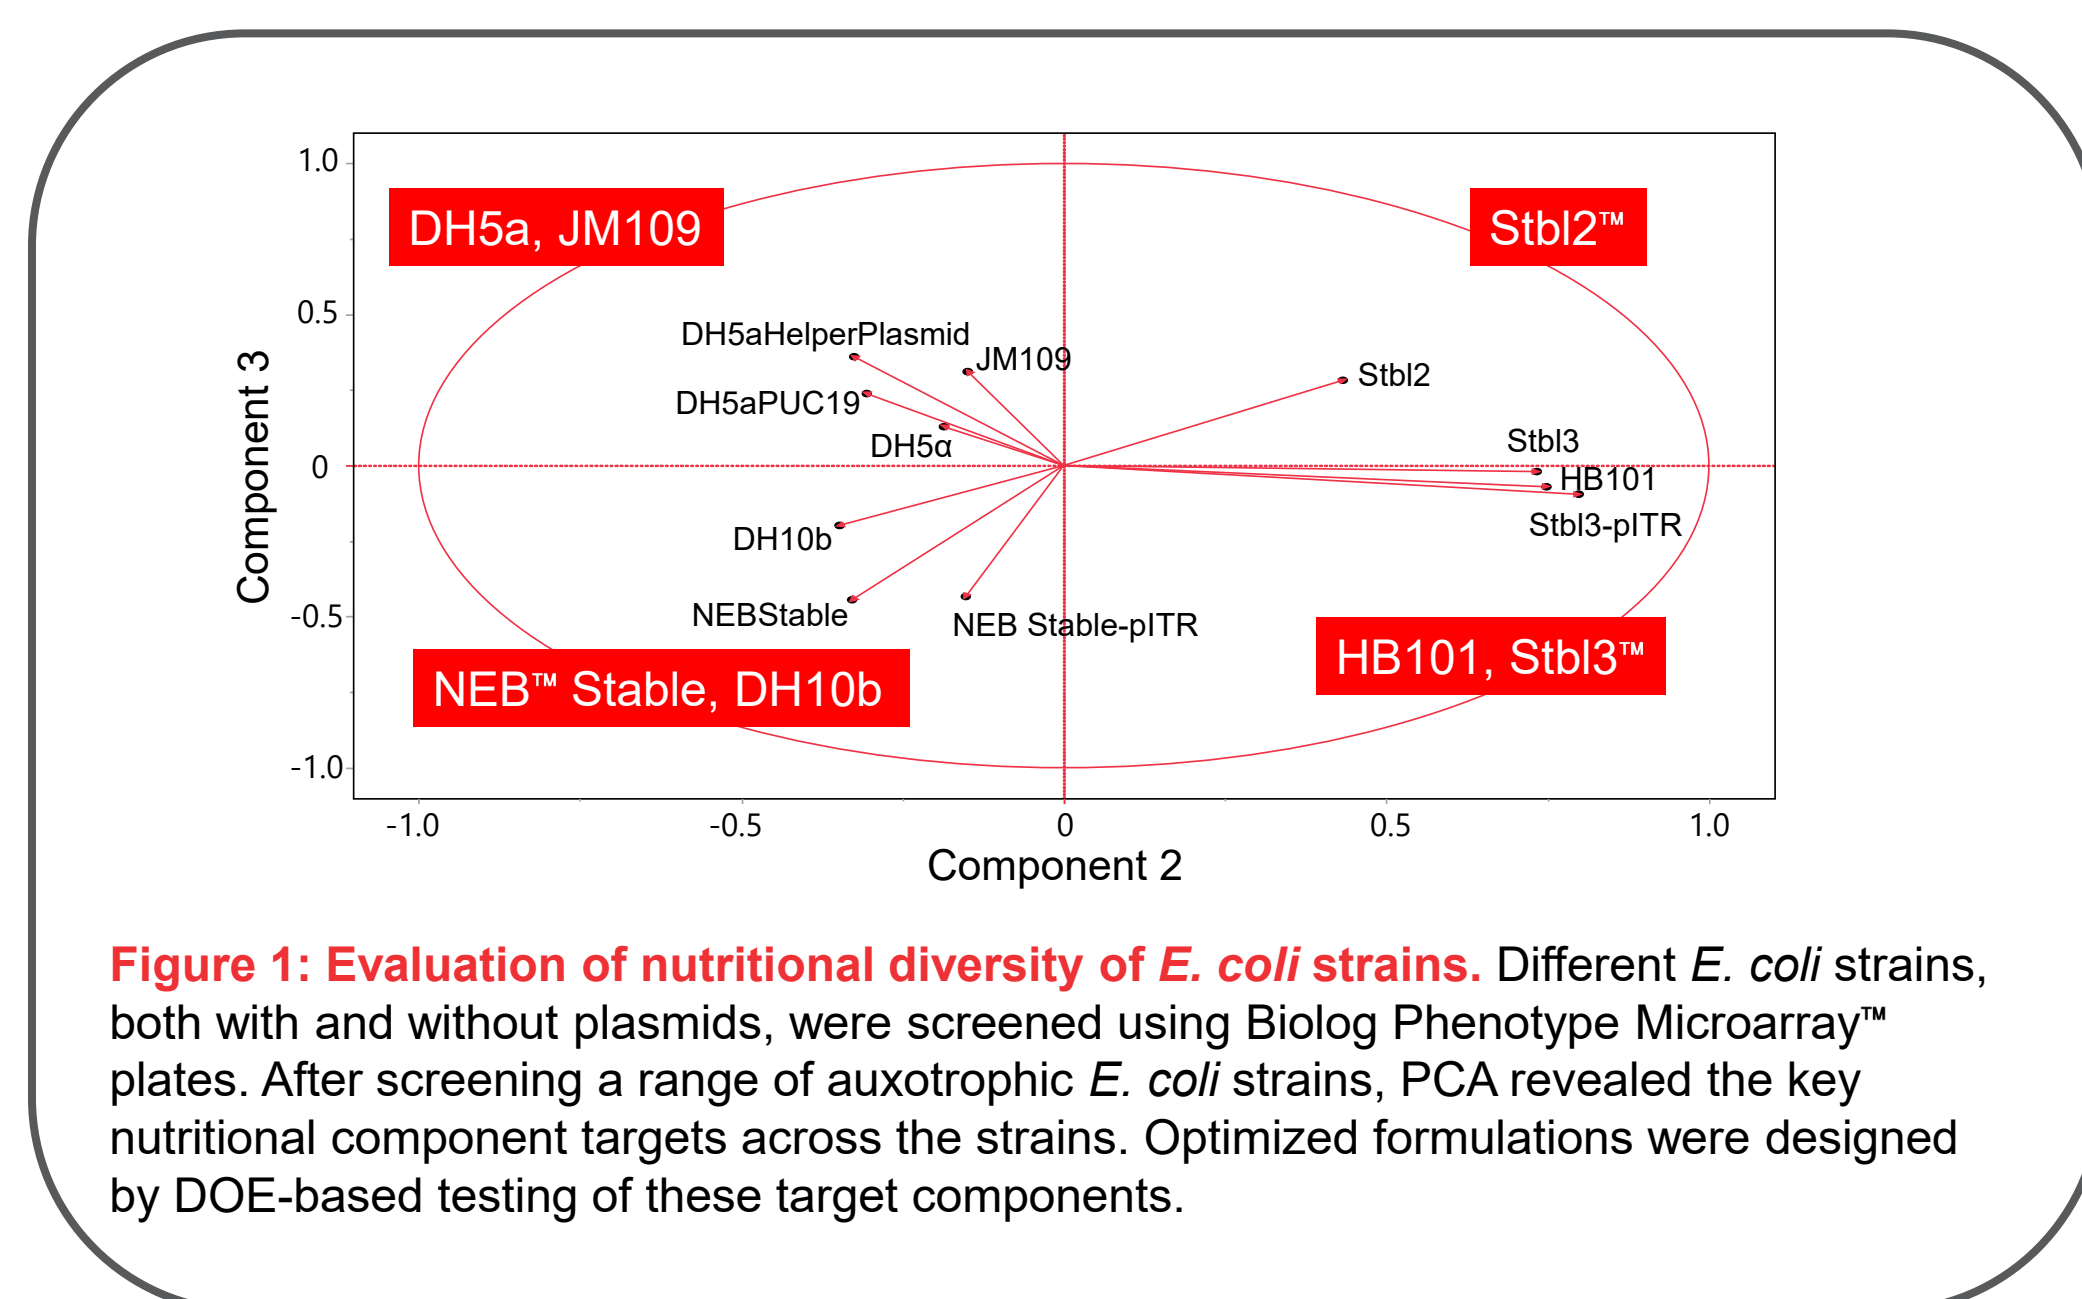 1.0
DH5a, JM109
Stbl2™
0.5
DH5aHelperPlasmid
JM109
Stbl2
DH5aPUC19
DH5α
Stbl3
Component 3
0
HB101
Stbl3-pITR
DH10b
-0.5
NEBStable
NEB Stable-pITR
HB101, Stbl3™
NEB™ Stable, DH10b
-1.0
-1.0
-0.5
0
0.5
1.0
Component 2
Figure 1: Evaluation of nutritional diversity of E. coli strains. Different E. coli strains,
both with and without plasmids, were screened using Biolog Phenotype Microarray™
plates. After screening a range of auxotrophic E. coli strains, PCA revealed the key
nutritional component targets across the strains. Optimized formulations were designed
by DOE-based testing of these target components.